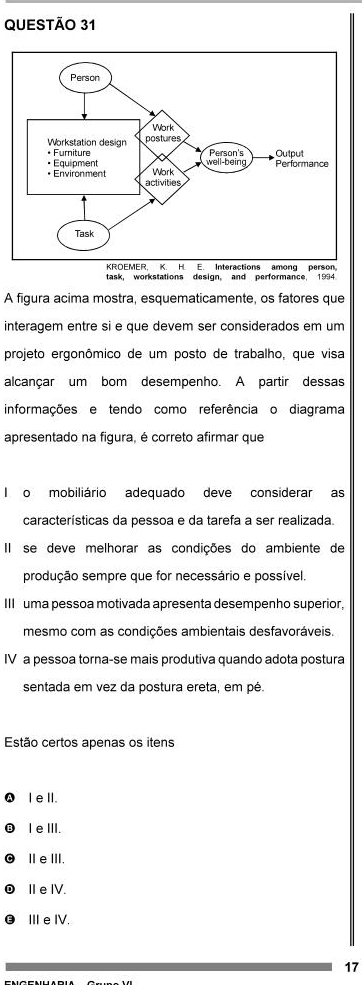 QUESTÃO 31
Person
Work
postures
Workstation design
• Furniture
• Equipment
• Environment
Person's
well-being
Output
Performance
Work
activities
Task
KROEMER, K. H. E. Interactions among person,
task, workstations design, and performance, 1994.
A figura acima mostra, esquematicamente, os fatores que
interagem entre si e que devem ser considerados em um
projeto ergonômico de um posto de trabalho, que visa
alcançar um bom desempenho. A partir dessas
informações e tendo como referência o diagrama
apresentado na figura, é correto afirmar que
I o mobiliário adequado deve considerar as
características da pessoa e da tarefa a ser realizada.
II se deve melhorar as condições do ambiente de
produção sempre que for necessário e possível.
III uma pessoa motivada apresenta desempenho superior,
mesmo com as condições ambientais desfavoráveis.
IV a pessoa torna-se mais produtiva quando adota postura
sentada em vez da postura ereta, em pé.
Estão certos apenas os itens
A I e II.
B I e III.
C II e III.
D II e IV.
E III e IV.
17
ENGENHARIA – Grupo VI